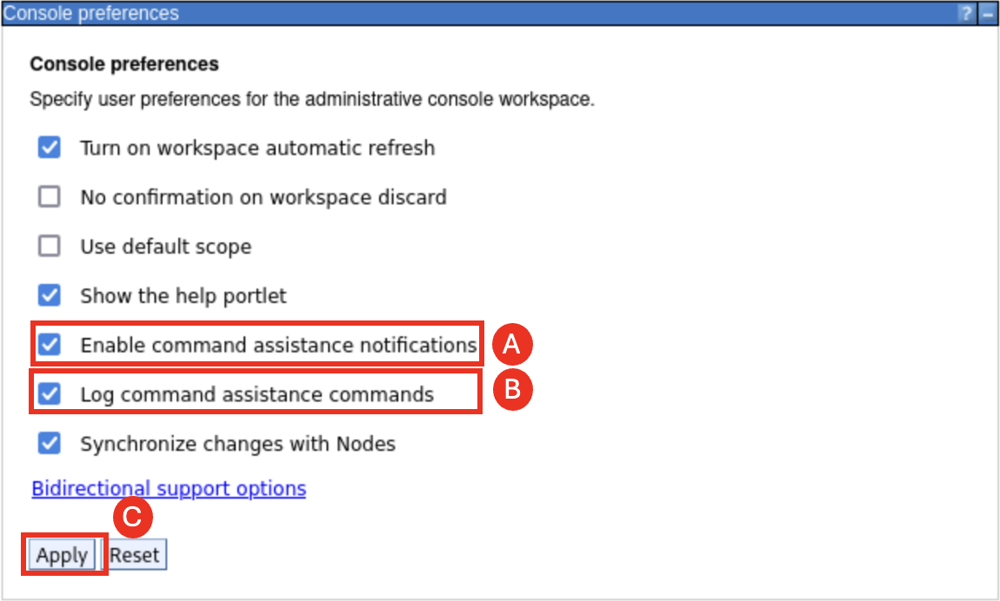 Console preferences ? –
Console preferences
Specify user preferences for the administrative console workspace.
Turn on workspace automatic refresh
No confirmation on workspace discard
Use default scope
Show the help portlet
Enable command assistance notifications A
Log command assistance commands B
Synchronize changes with Nodes
Bidirectional support options
C
Apply Reset